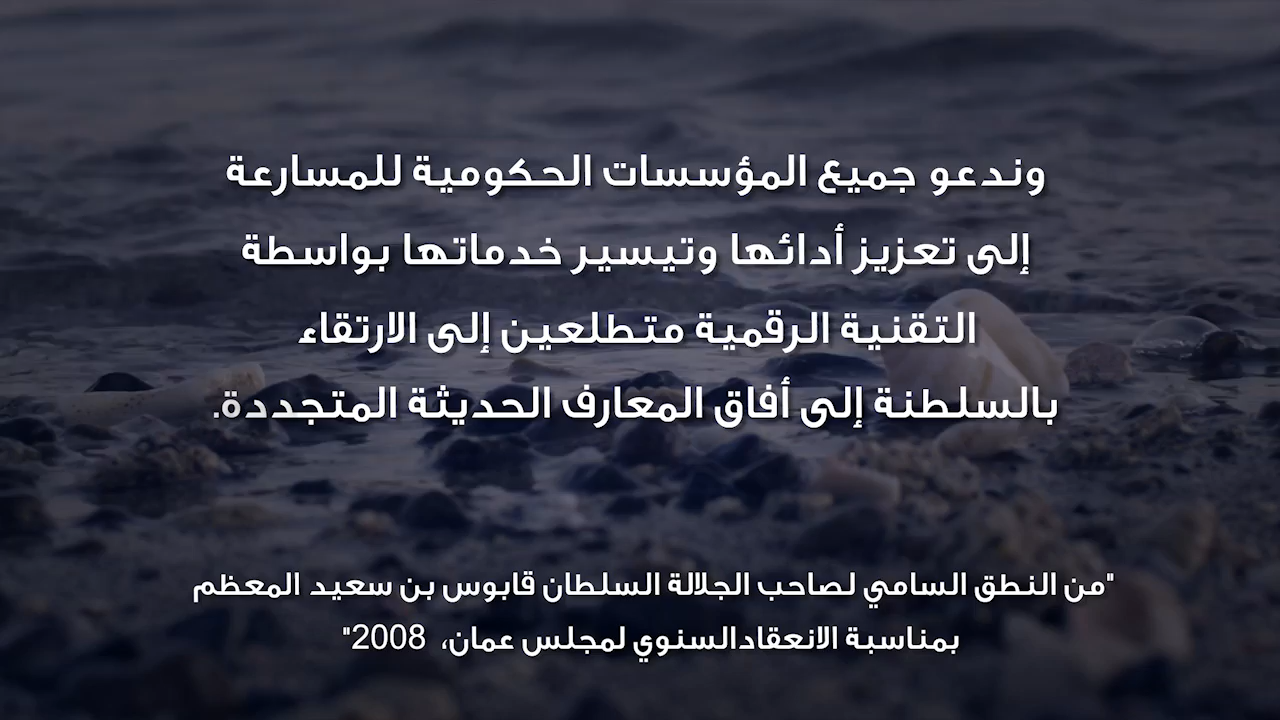 وندعو جميع المؤسسات الحكومية للمسارعة
إلى تعزيز أدائها وتيسير خدماتها بواسطة
التقنية الرقمية متطلعين إلى الارتقاء
بالسلطنة إلى أفاق المعارف الحديثة المتجددة.
"من النطق السامي لصاحب الجلالة السلطان قابوس بن سعيد المعظم
بمناسبة الانعقادالسنوي لمجلس عمان، 2008"